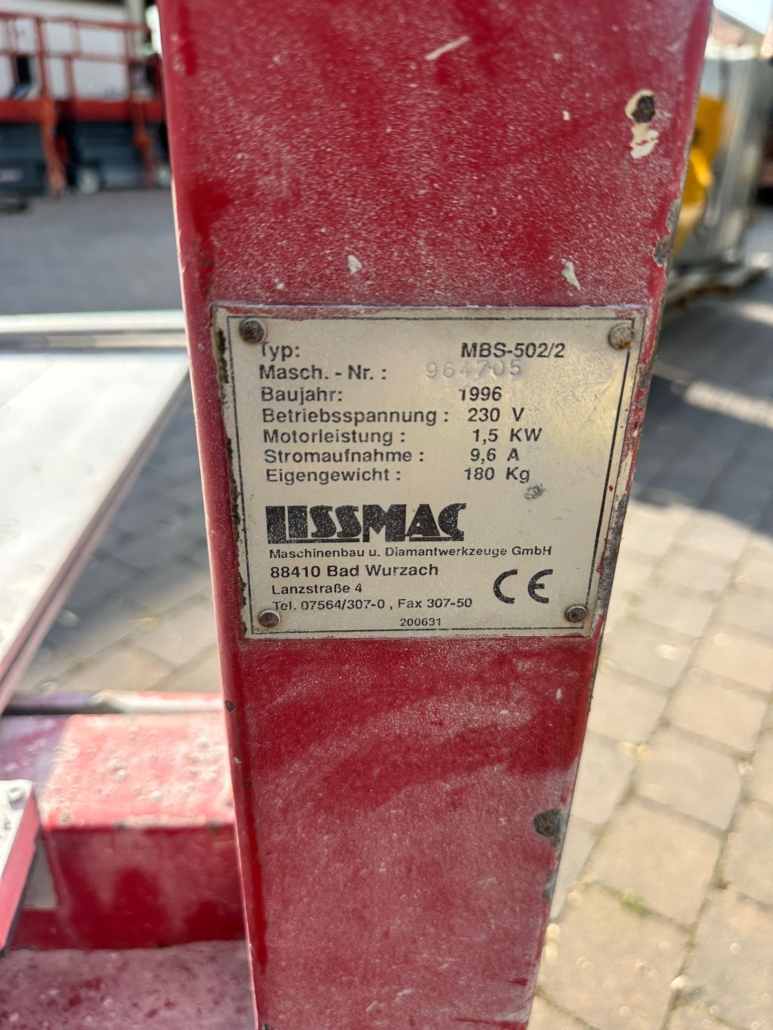 Typ: MBS-502/2
Masch. - Nr. : 964705
Baujahr: 1996
Betriebsspannung : 230 V
Motorleistung : 1,5 KW
Stromaufnahme : 9,6 A
Eigengewicht : 180 Kg
LISSMAC
Maschinenbau u. Diamantwerkzeuge GmbH
88410 Bad Wurzach
Lanzstraße 4
CE
Tel. 07564/307-0 , Fax 307-50
200631